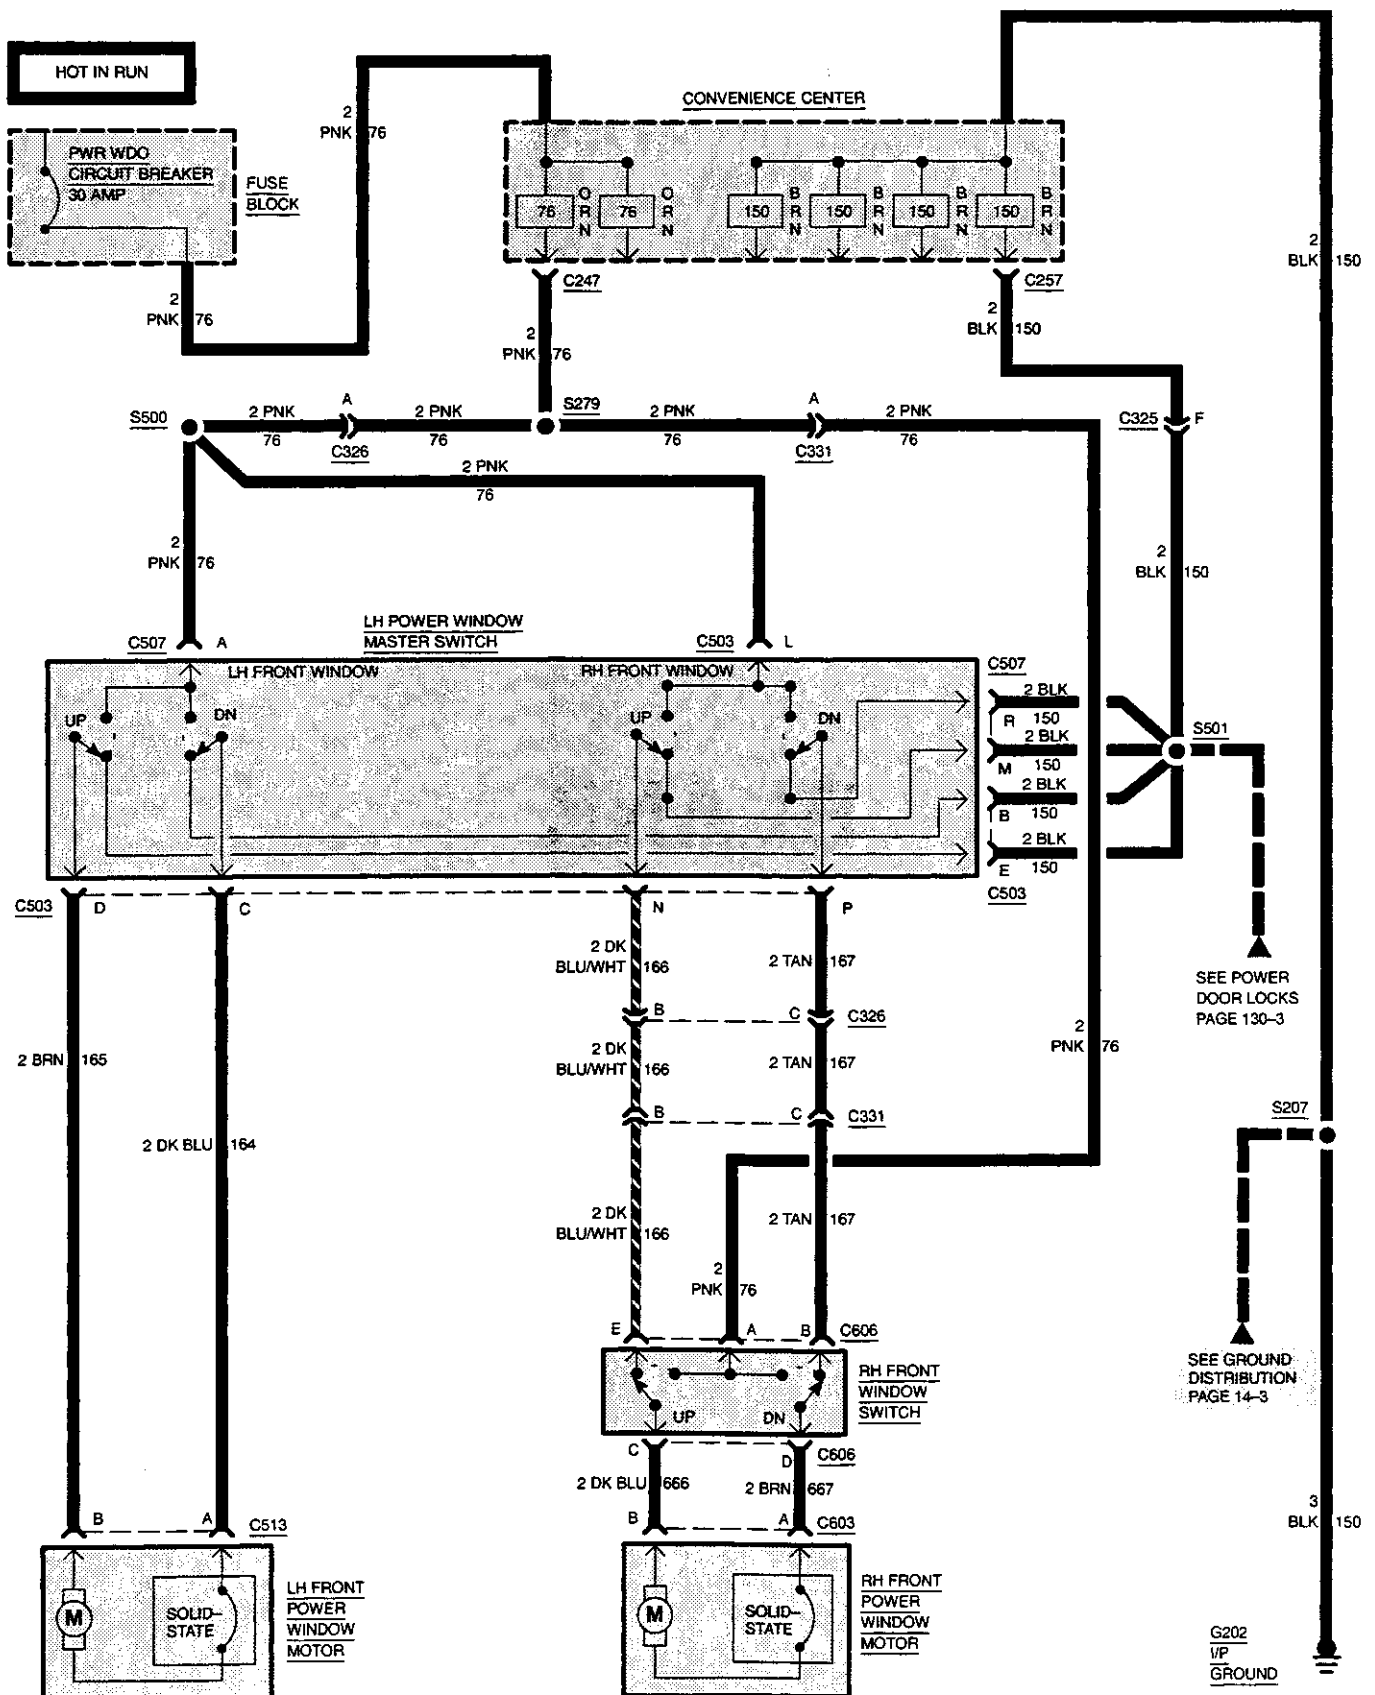 HOT IN RUN
PWR WDO
CIRCUIT BREAKER
30 AMP
FUSE
BLOCK
2
PNK 76
2
PNK 76
CONVENIENCE CENTER
76
ORN
76
ORN
150
BRN
150
BRN
150
BRN
150
BRN
C247
C257
2
PNK 76
2
BLK 150
2
BLK 150
S500
2 PNK
76
A
C326
2 PNK
76
S279
2 PNK
76
A
C331
2 PNK
76
C325 F
2 PNK
76
2
PNK 76
2
BLK 150
LH POWER WINDOW
MASTER SWITCH
C507 A
C503 L
LH FRONT WINDOW
RH FRONT WINDOW
UP
DN
UP
DN
C507
2 BLK
R 150
2 BLK
M 150
2 BLK
B 150
2 BLK
E 150
C503
S501
SEE POWER
DOOR LOCKS
PAGE 130-3
C503 D
C
N
P
2 DK
BLU/WHT 166
2 TAN 167
B
C C326
2 BRN 165
2 DK
BLU/WHT 166
2 TAN 167
2
PNK 76
B
C C331
2 DK BLU 164
S207
2 DK
BLU/WHT 166
2 TAN 167
2
PNK 76
E
A
B C606
RH FRONT
WINDOW
SWITCH
UP
DN
SEE GROUND
DISTRIBUTION
PAGE 14-3
C
D C606
2 DK BLU 666
2 BRN 667
B
A C513
B
A C603
3
BLK 150
M
SOLID-
STATE
LH FRONT
POWER
WINDOW
MOTOR
M
SOLID-
STATE
RH FRONT
POWER
WINDOW
MOTOR
G202
I/P
GROUND